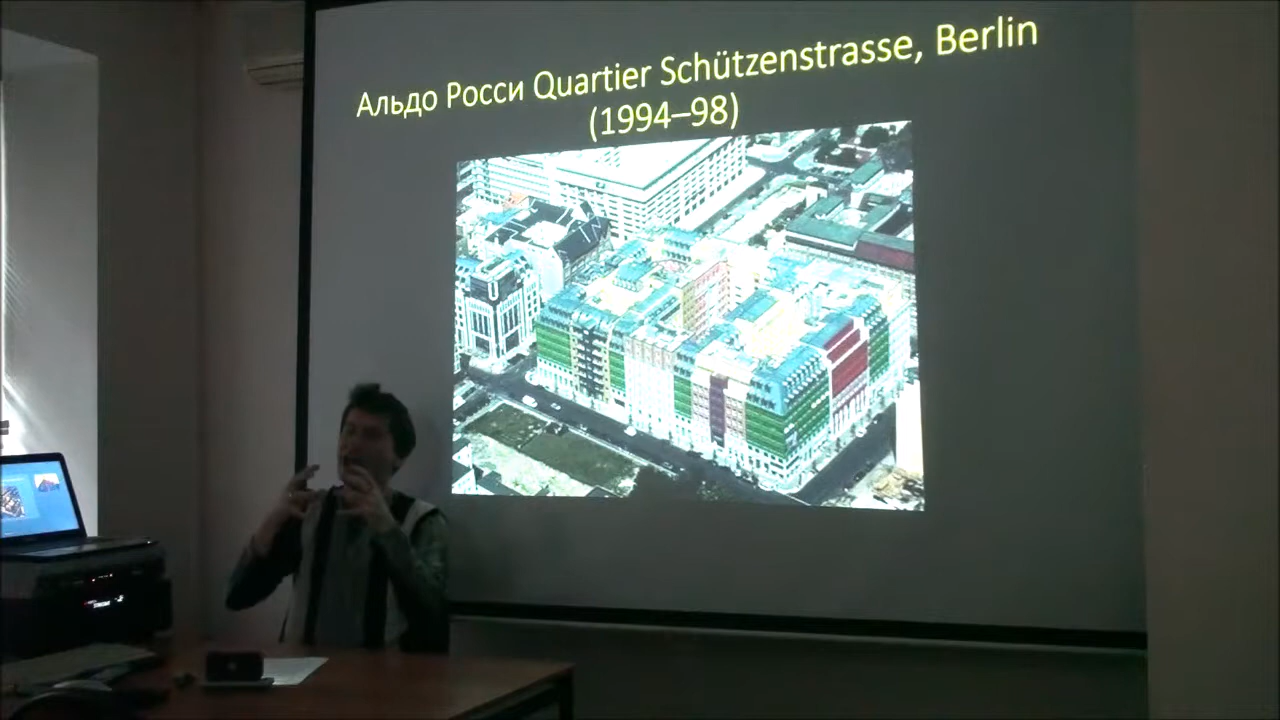 Альдо Росси Quartier Schützenstrasse, Berlin
(1994–98)